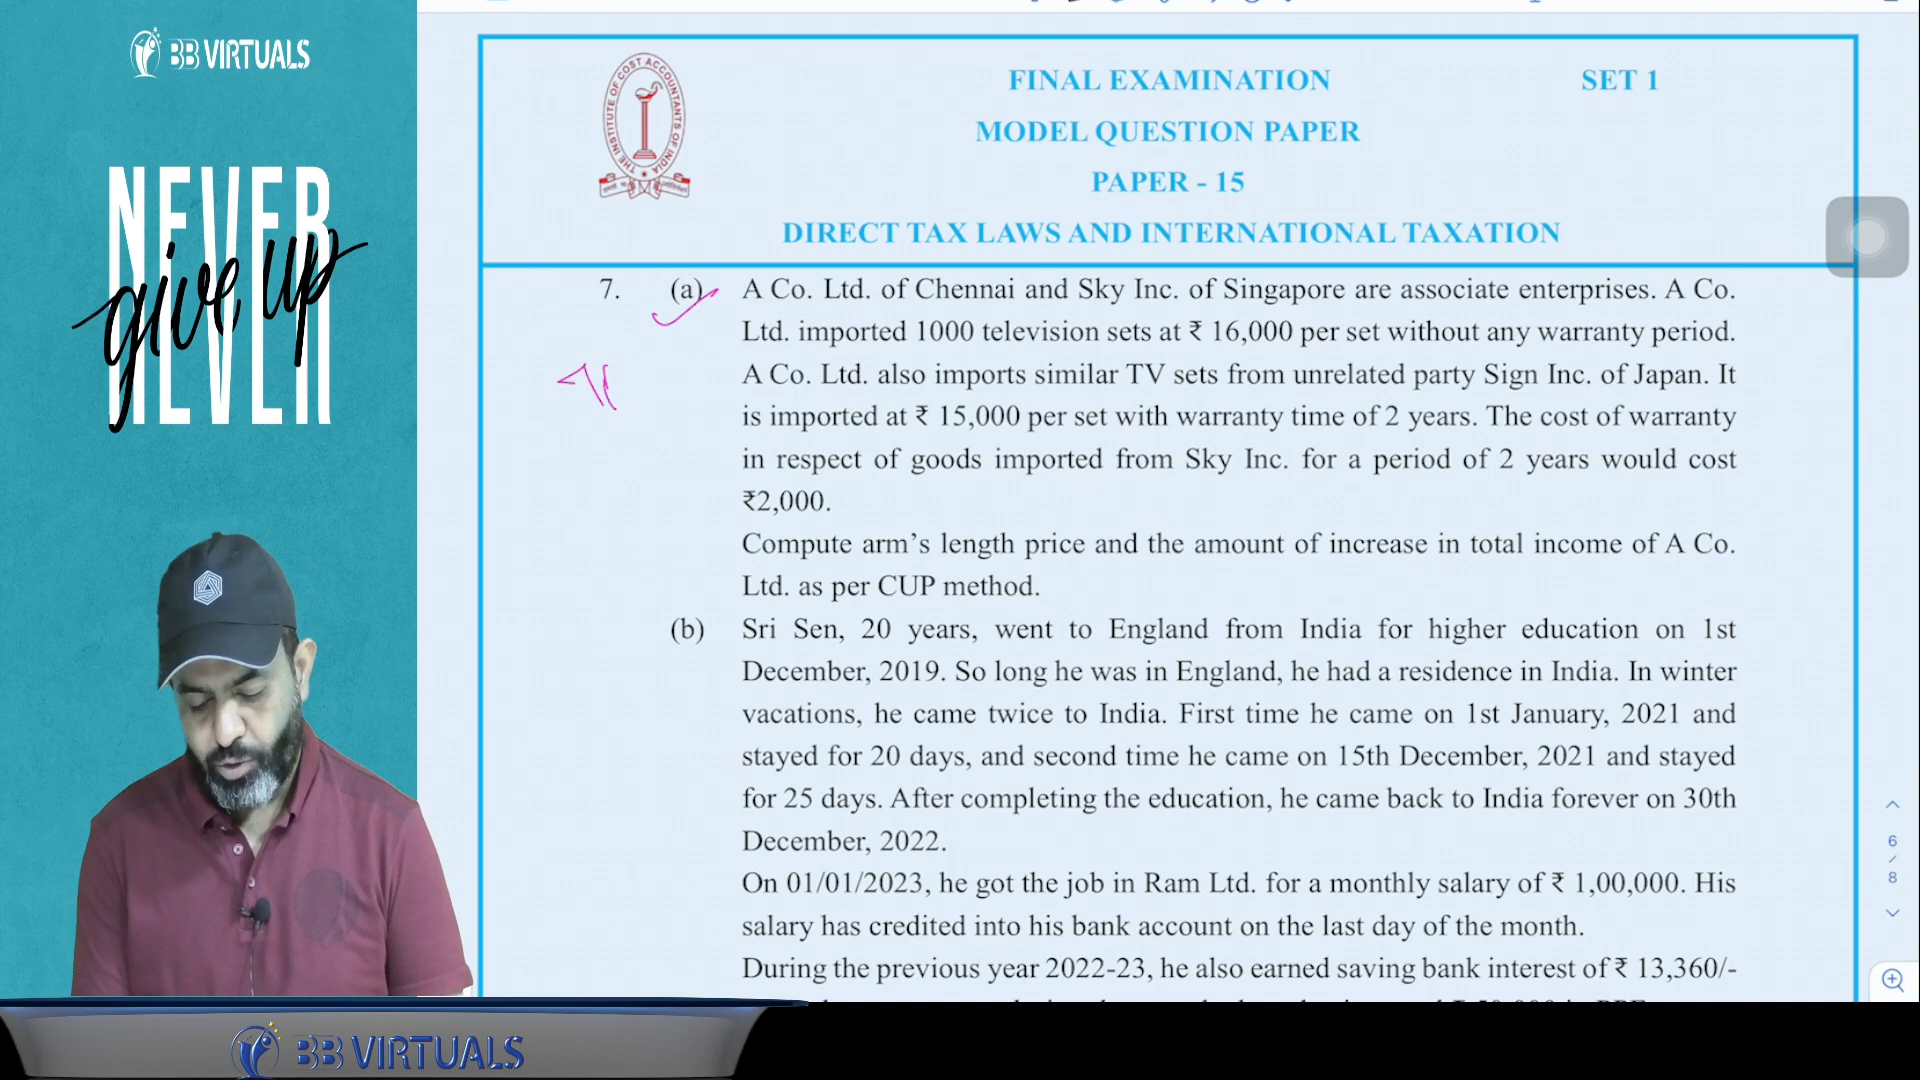 BB VIRTUALS
NEVER
give up
NEVER
FINAL EXAMINATION
SET 1
MODEL QUESTION PAPER
PAPER - 15
DIRECT TAX LAWS AND INTERNATIONAL TAXATION
THE INSTITUTE OF COST ACCOUNTANTS OF INDIA
7. (a) A Co. Ltd. of Chennai and Sky Inc. of Singapore are associate enterprises. A Co.
Ltd. imported 1000 television sets at ₹ 16,000 per set without any warranty period.
A Co. Ltd. also imports similar TV sets from unrelated party Sign Inc. of Japan. It
is imported at ₹ 15,000 per set with warranty time of 2 years. The cost of warranty
in respect of goods imported from Sky Inc. for a period of 2 years would cost
₹2,000.
Compute arm’s length price and the amount of increase in total income of A Co.
Ltd. as per CUP method.
(b) Sri Sen, 20 years, went to England from India for higher education on 1st
December, 2019. So long he was in England, he had a residence in India. In winter
vacations, he came twice to India. First time he came on 1st January, 2021 and
stayed for 20 days, and second time he came on 15th December, 2021 and stayed
for 25 days. After completing the education, he came back to India forever on 30th
December, 2022.
On 01/01/2023, he got the job in Ram Ltd. for a monthly salary of ₹ 1,00,000. His
salary has credited into his bank account on the last day of the month.
During the previous year 2022-23, he also earned saving bank interest of ₹ 13,360/-
6
/
8
BB VIRTUALS